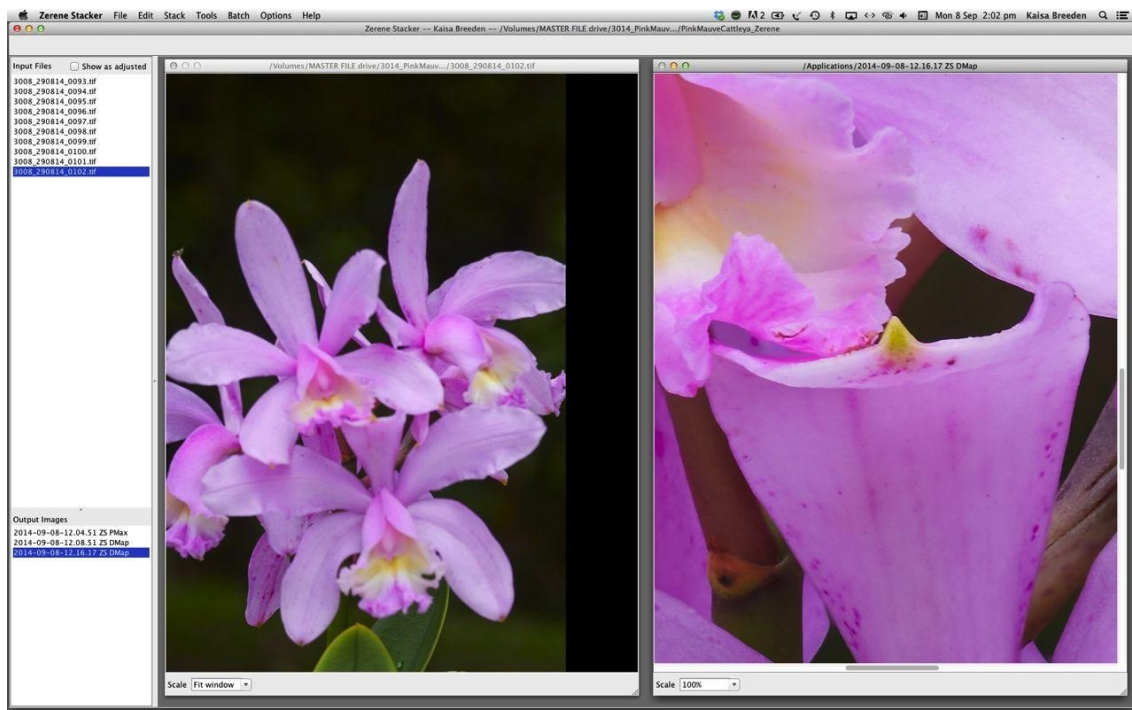 Zerene Stacker File Edit Stack Tools Batch Options Help
2 Mon 8 Sep 2:02 pm Kaisa Breeden
Zerene Stacker -- Kaisa Breeden -- /Volumes/MASTER FILE drive/3014_PinkMauv.../PinkMauveCattleya_Zerene
Input Files Show as adjusted
3008_290814_0093.tif
3008_290814_0094.tif
3008_290814_0095.tif
3008_290814_0096.tif
3008_290814_0097.tif
3008_290814_0098.tif
3008_290814_0099.tif
3008_290814_0100.tif
3008_290814_0101.tif
3008_290814_0102.tif
Output Images
2014-09-08-12.04.51 ZS PMax
2014-09-08-12.08.51 ZS DMap
2014-09-08-12.16.17 ZS DMap
/Volumes/MASTER FILE drive/3014_PinkMauv.../3008_290814_0102.tif
Scale Fit window
/Applications/2014-09-08-12.16.17 ZS DMap
Scale 100%